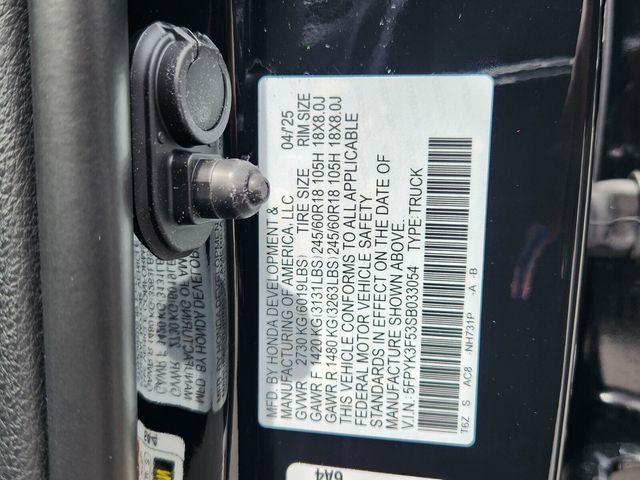 MFD. BY HONDA DEVELOPMENT &
MANUFACTURING OF AMERICA, LLC 04/'25
GVWR 2730 KG(6019LBS) TIRE SIZE RIM SIZE
GAWR F 1420 KG(3131LBS) 245/60R18 105H 18X8.0J
GAWR R 1480 KG(3263LBS) 245/60R18 105H 18X8.0J
THIS VEHICLE CONFORMS TO ALL APPLICABLE
FEDERAL MOTOR VEHICLE SAFETY
STANDARDS IN EFFECT ON THE DATE OF
MANUFACTURE SHOWN ABOVE.
V.I.N.: 5FPYK3F53SB033054 TYPE:TRUCK
T6Z S AC8 -NH731P -A -B
6A4